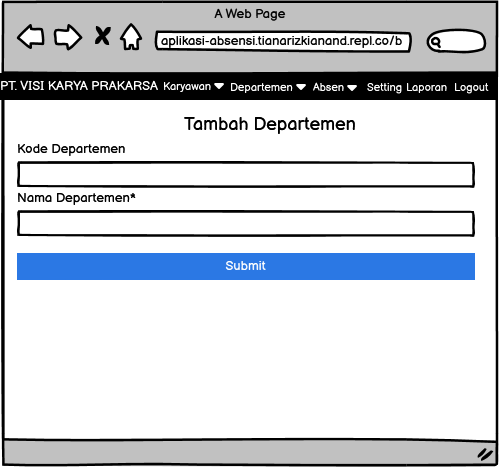 A Web Page
aplikasi-absensi.tianarizkianand.repl.co/b
PT. VISI KARYA PRAKARSA Karyawan Departemen Absen Setting Laporan Logout
Tambah Departemen
Kode Departemen
Nama Departemen*
Submit